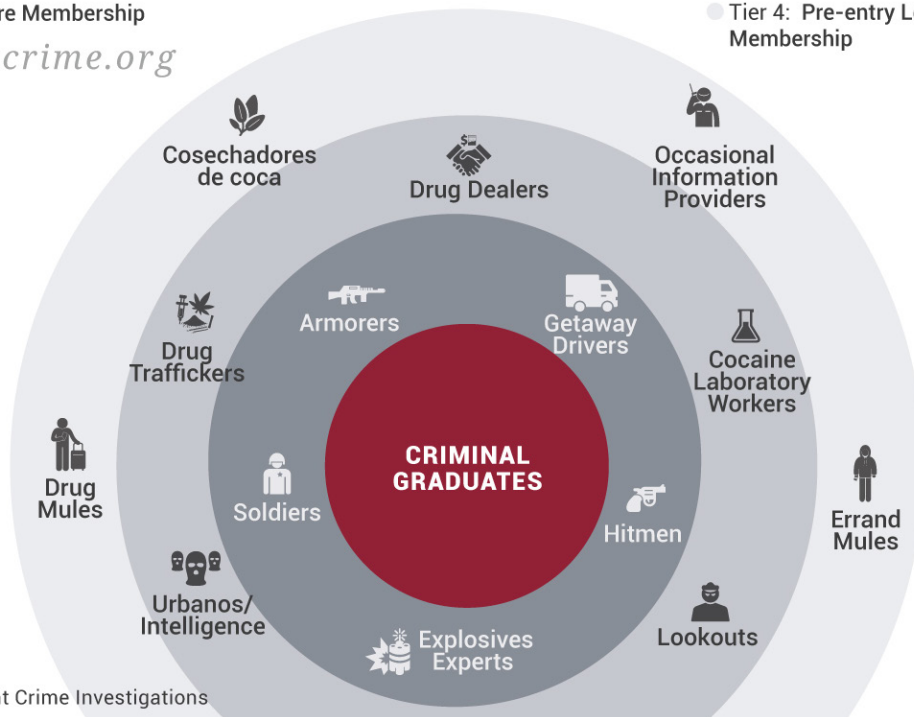 re Membership
crime.org
Tier 4: Pre-entry L
Membership
Cosechadores
de coca
Drug Dealers
Occasional
Information
Providers
Armorers
Getaway
Drivers
Drug
Traffickers
Cocaine
Laboratory
Workers
CRIMINAL
GRADUATES
Drug
Mules
Soldiers
Hitmen
Errand
Mules
Urbanos/
Intelligence
Explosives
Experts
Lookouts
t Crime Investigations